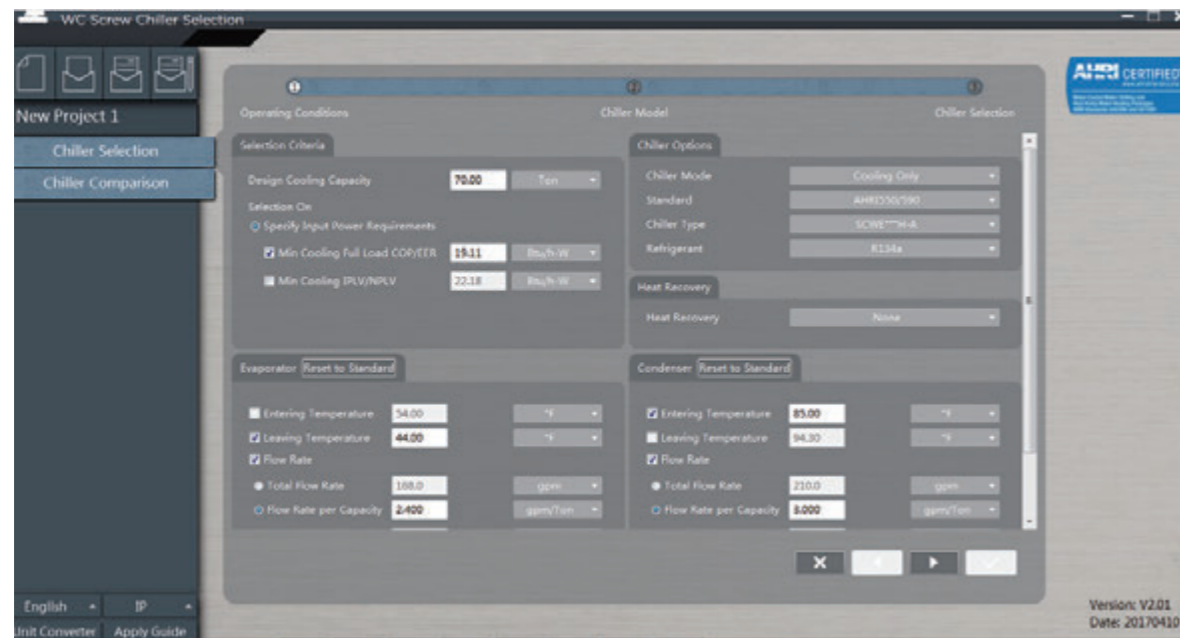 WC Screw Chiller Selection
AHRI CERTIFIED
New Project 1
Chiller Selection
Chiller Comparison
1 2 3
Operating Conditions Chiller Model Chiller Selection
Selection Criteria
Design Cooling Capacity 70.00 Ton
Selection On
Specify Input Power Requirements
Min Cooling Full Load COP/EER 19.11 Btu/h·W
Min Cooling IPLV/NPLV 22.18 Btu/h·W
Chiller Options
Chiller Mode Cooling Only
Standard AHRI550/590
Chiller Type SCWE***H-A
Refrigerant R134a
Heat Recovery
Heat Recovery None
Evaporator Reset to Standard
Entering Temperature 54.00 °F
Leaving Temperature 44.00 °F
Flow Rate
Total Flow Rate 168.0 gpm
Flow Rate per Capacity 2.400 gpm/Ton
Condenser Reset to Standard
Entering Temperature 85.00 °F
Leaving Temperature 94.30 °F
Flow Rate
Total Flow Rate 210.0 gpm
Flow Rate per Capacity 3.000 gpm/Ton
English IP
Unit Converter Apply Guide
Version: V2.01
Date: 20170410